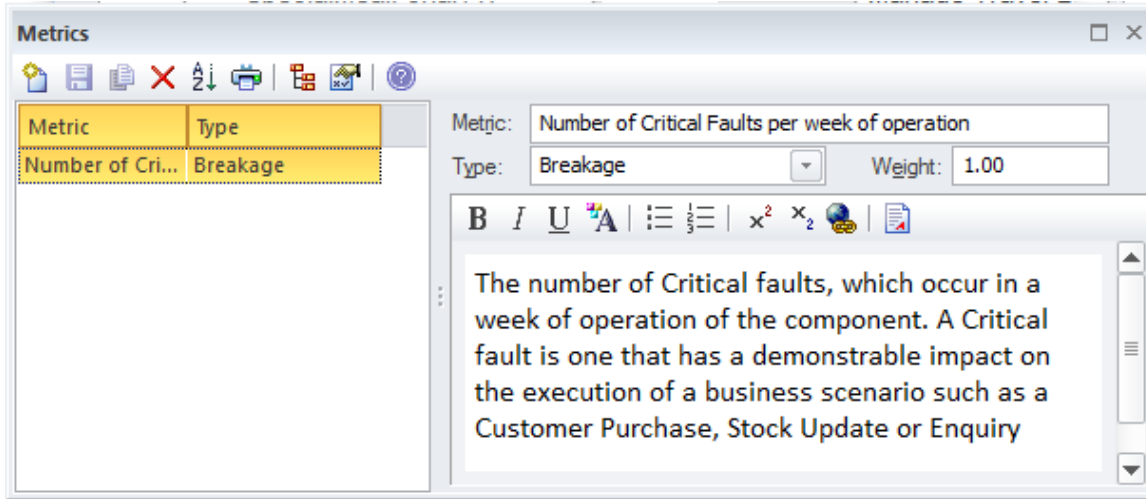 Metrics
Metric Type
Number of Cri... Breakage
Metric: Number of Critical Faults per week of operation
Type: Breakage Weight: 1.00
B I U A x² x₂
The number of Critical faults, which occur in a
week of operation of the component. A Critical
fault is one that has a demonstrable impact on
the execution of a business scenario such as a
Customer Purchase, Stock Update or Enquiry